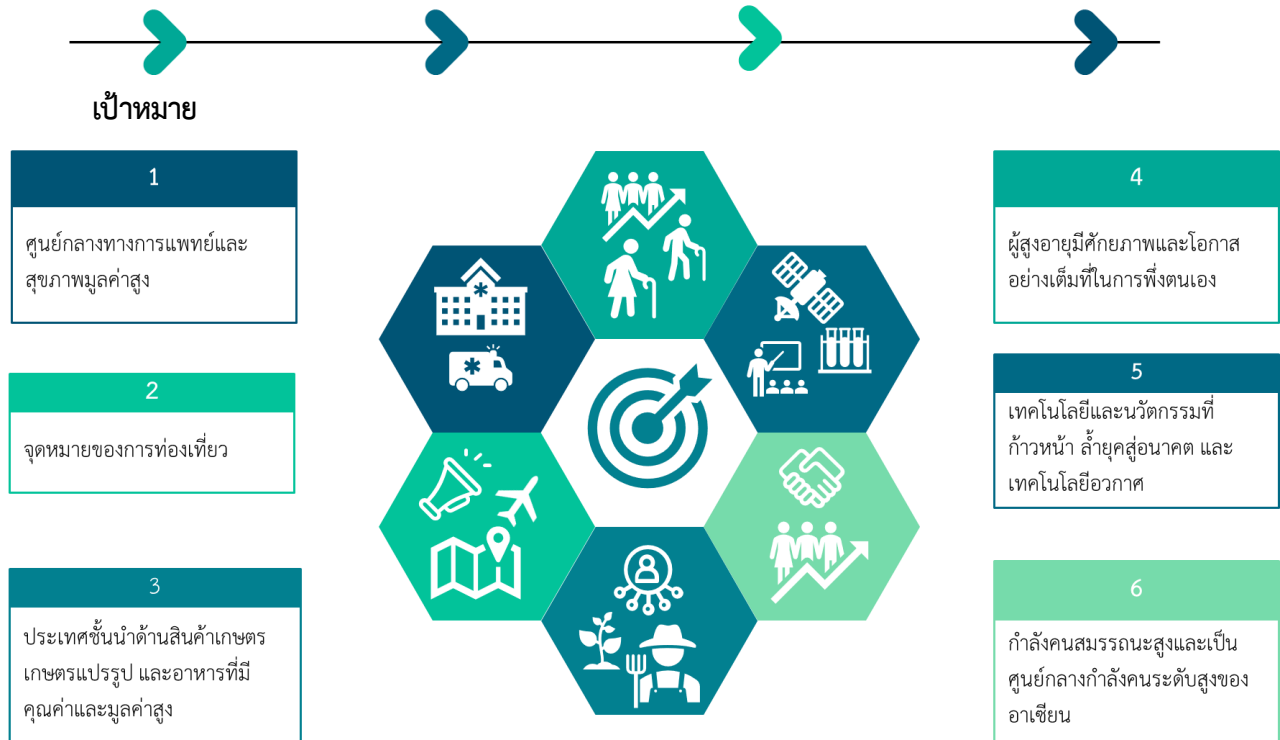 เป้าหมาย
1
ศูนย์กลางทางการแพทย์และ
สุขภาพมูลค่าสูง
2
จุดหมายของการท่องเที่ยว
3
ประเทศชั้นนำด้านสินค้าเกษตร
เกษตรแปรรูป และอาหารที่มี
คุณค่าและมูลค่าสูง
4
ผู้สูงอายุมีศักยภาพและโอกาส
อย่างเต็มที่ในการพึ่งตนเอง
5
เทคโนโลยีและนวัตกรรมที่
ก้าวหน้า ล้ำยุคสู่อนาคต และ
เทคโนโลยีอวกาศ
6
กำลังคนสมรรถนะสูงและเป็น
ศูนย์กลางกำลังคนระดับสูงของ
อาเซียน